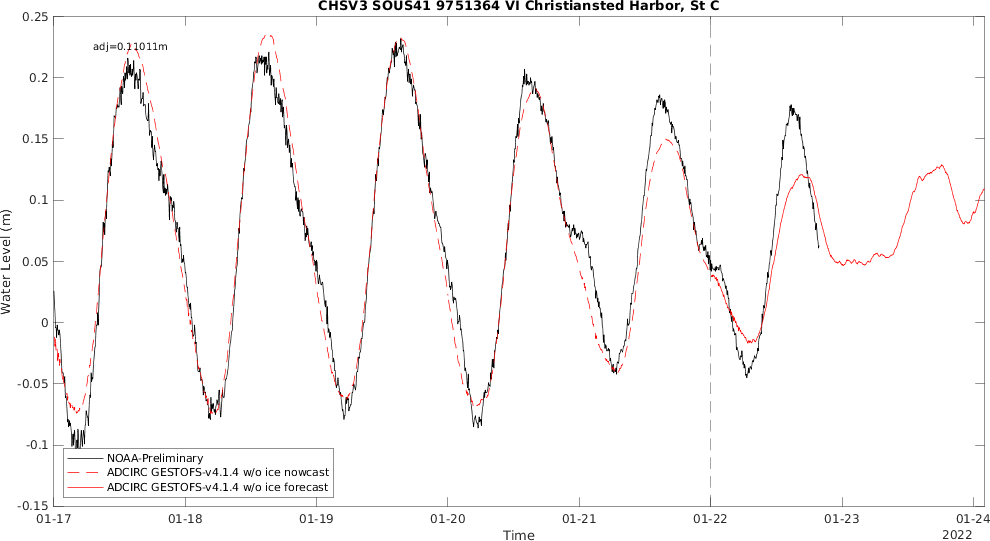 CHSV3 SOUS41 9751364 VI Christiansted Harbor, St C
adj=0.11011m
0.25
0.2
0.15
0.1
0.05
0
-0.05
-0.1
-0.15
Water Level (m)
NOAA-Preliminary
ADCIRC GESTOFS-v4.1.4 w/o ice nowcast
ADCIRC GESTOFS-v4.1.4 w/o ice forecast
01-17 01-18 01-19 01-20 01-21 01-22 01-23 01-24
Time
2022